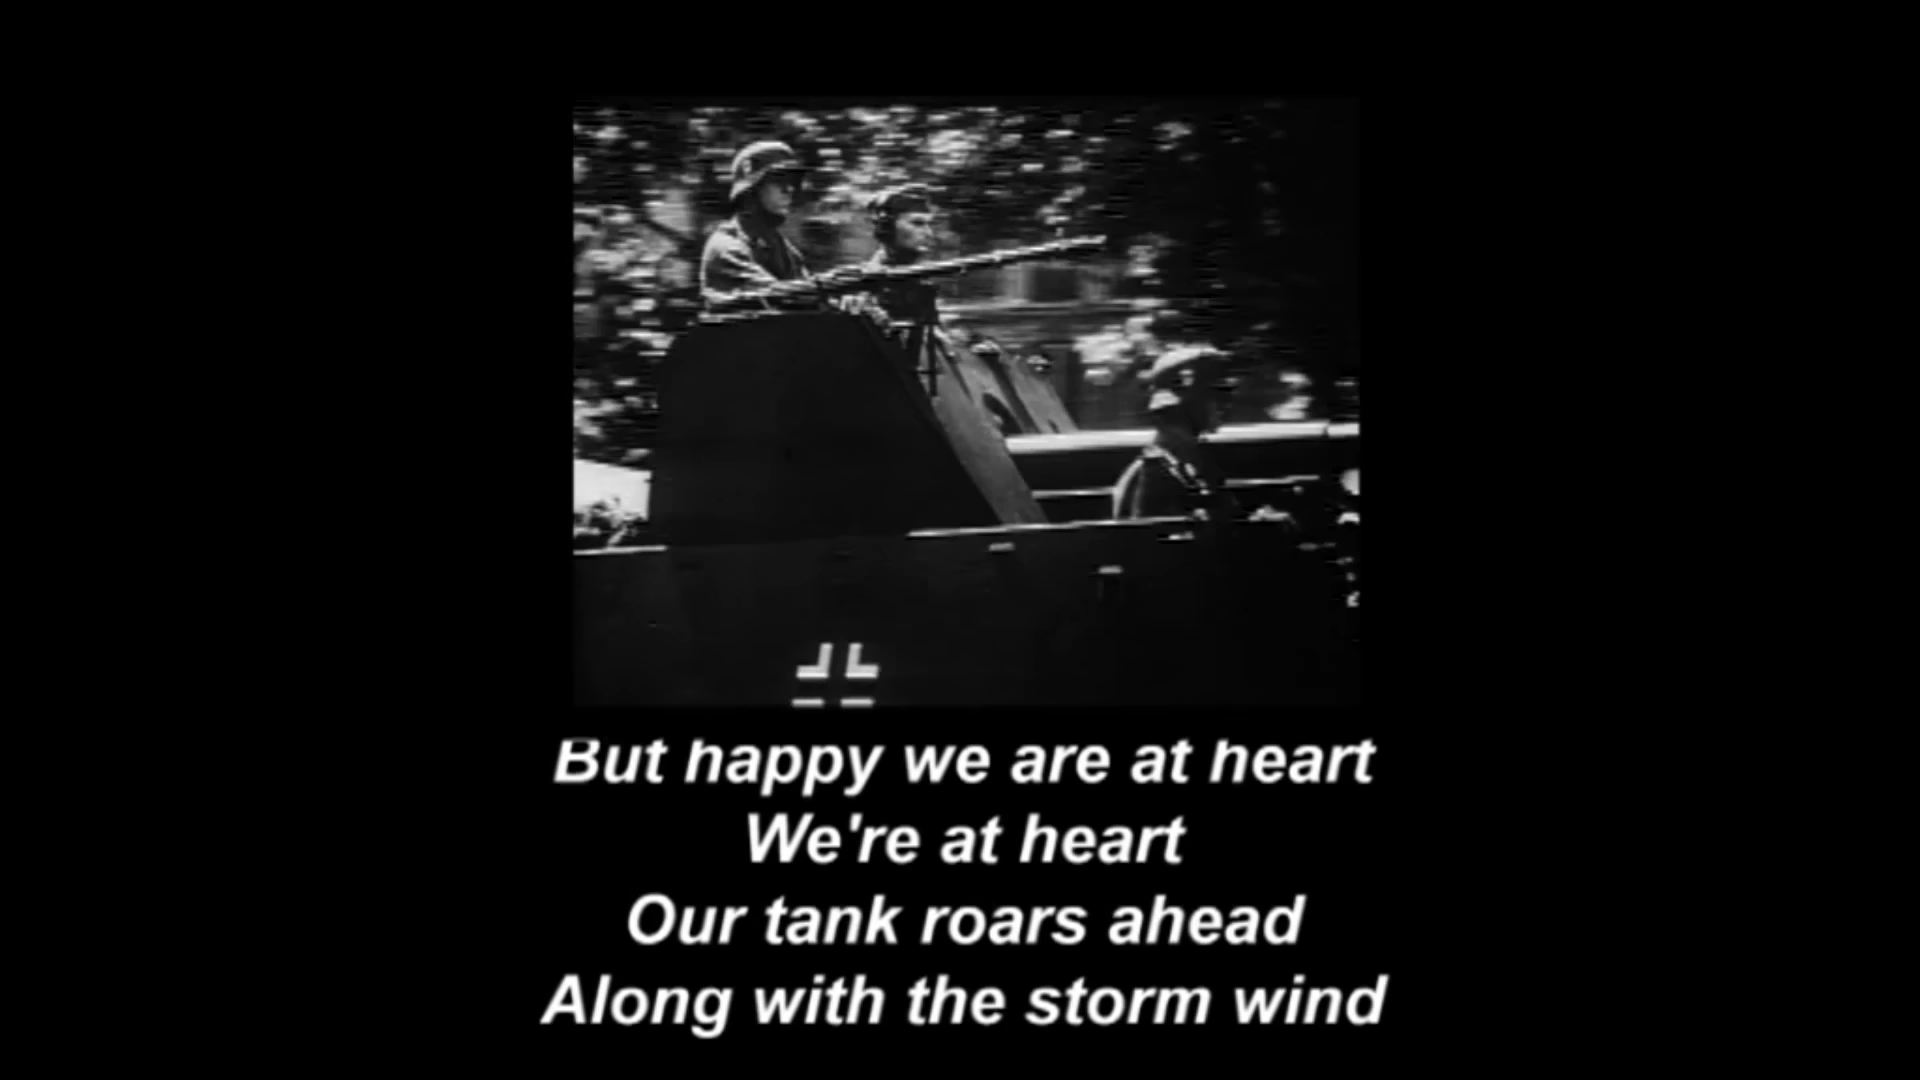 But happy we are at heart
We're at heart
Our tank roars ahead
Along with the storm wind